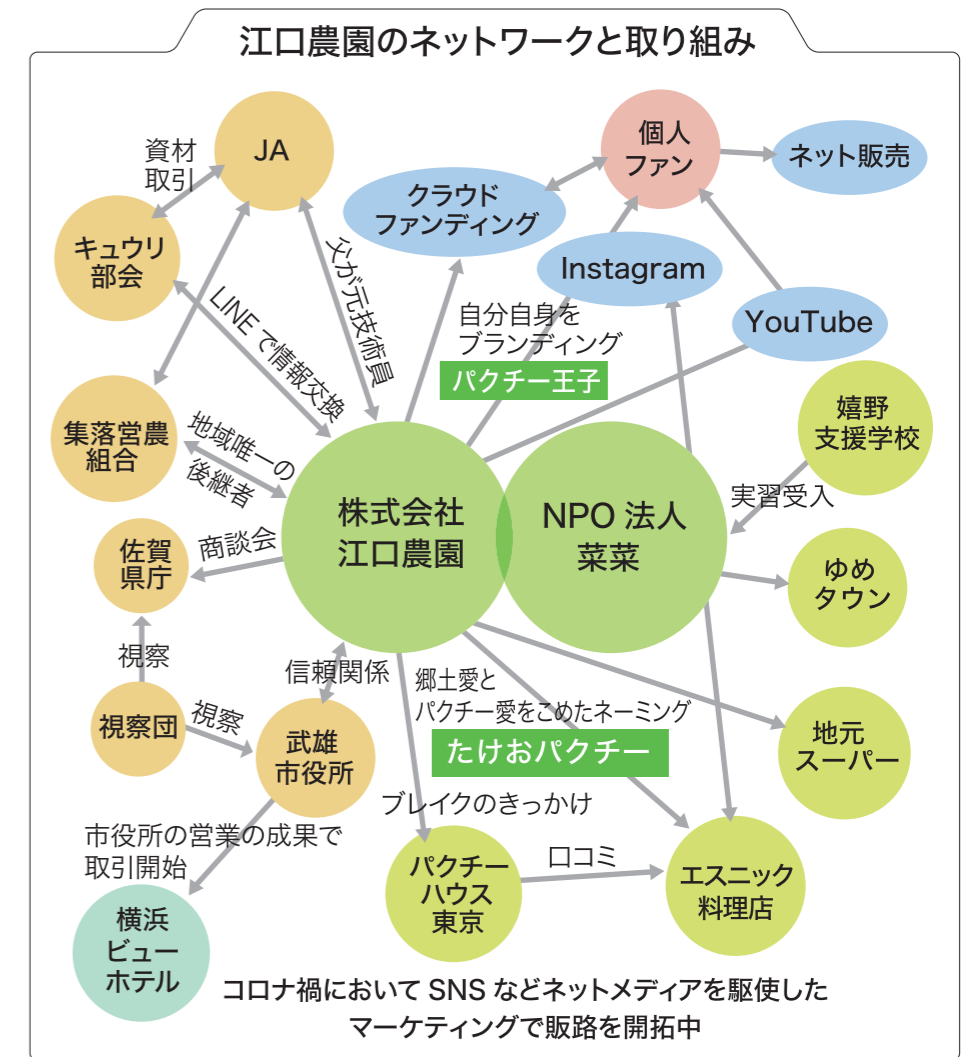 江口農園のネットワークと取り組み
JA
資材
取引
キュウリ
部会
個人
ファン
ネット販売
クラウド
ファンディング
Instagram
YouTube
父が元技術員
LINEで情報交換
自分自身を
ブランディング
パクチー王子
集落営農
組合
地域唯一の
後継者
嬉野
支援学校
実習受入
株式会社
江口農園
NPO法人
菜菜
佐賀
県庁
商談会
ゆめ
タウン
視察
視察団
視察
信頼関係
武雄
市役所
郷土愛と
パクチー愛をこめたネーミング
たけおパクチー
地元
スーパー
ブレイクのきっかけ
市役所の営業の成果で
取引開始
パクチー
ハウス
東京
口コミ
エスニック
料理店
横浜
ビュー
ホテル
コロナ禍において SNS などネットメディアを駆使した
マーケティングで販路を開拓中